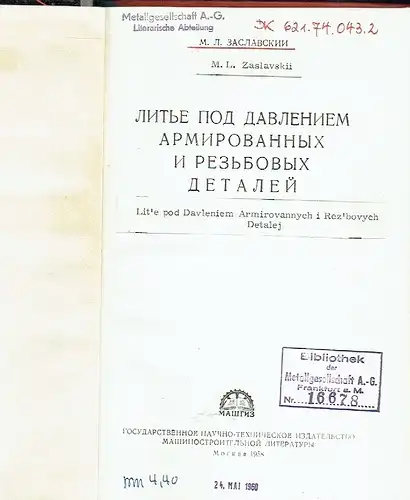 Metallgesellschaft A.-G.
Literarische Abteilung
DK 621.74.043.2
М. Л. ЗАСЛАВСКИЙ
M. L. Zaslavskii
ЛИТЬЕ ПОД ДАВЛЕНИЕМ
АРМИРОВАННЫХ
И РЕЗЬБОВЫХ
ДЕТАЛЕЙ
Lit'e pod Davleniem Armirovannych i Rez'bovych
Detalej
Bibliothek
der
Metallgesellschaft A.-G.
Frankfurt a. M.
Nr. 16678
МАШГИЗ
ГОСУДАРСТВЕННОЕ НАУЧНО-ТЕХНИЧЕСКОЕ ИЗДАТЕЛЬСТВО
МАШИНОСТРОИТЕЛЬНОЙ ЛИТЕРАТУРЫ
Москва 1958
4,40
24. MAI 1960